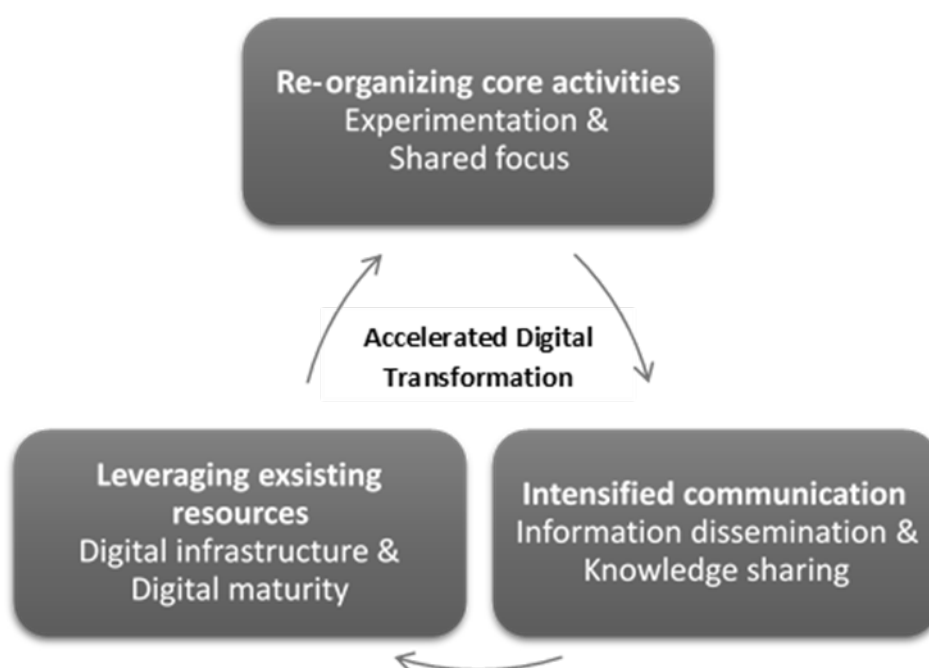 Re-organizing core activities
Experimentation &
Shared focus
Accelerated Digital
Transformation
Leveraging exsisting
resources
Digital infrastructure &
Digital maturity
Intensified communication
Information dissemination &
Knowledge sharing